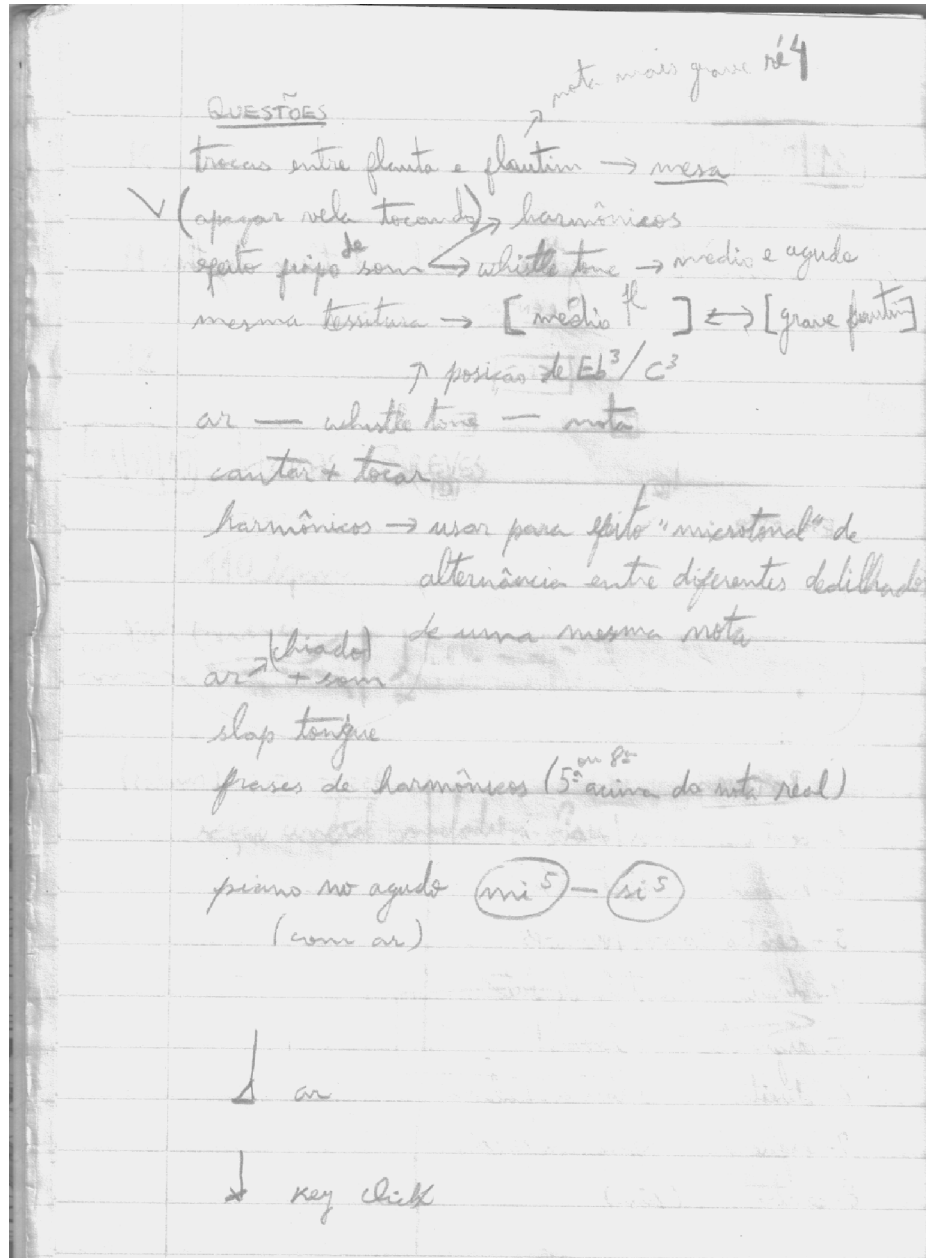 nota mais grave ré 4
QUESTÕES
trocas entre flauta e flautim → mesa
(apagar vela tocando) → harmônicos
efeito de som → whistle tone → médio e agudo
mesma tessitura → [médio fl ] ↔ [grave flautim]
↑ posição de Eb³/C³
ar — whistle tone — nota
cantar + tocar
harmônicos → usar para efeito "microtonal" de
alternância entre diferentes dedilhados
de uma mesma nota
(chiado)
ar + som
slap tongue
frases de harmônicos (5ª ou 8ª acima da nota real)
piano no agudo mi⁵ — si⁵
(com ar)
ar
key click